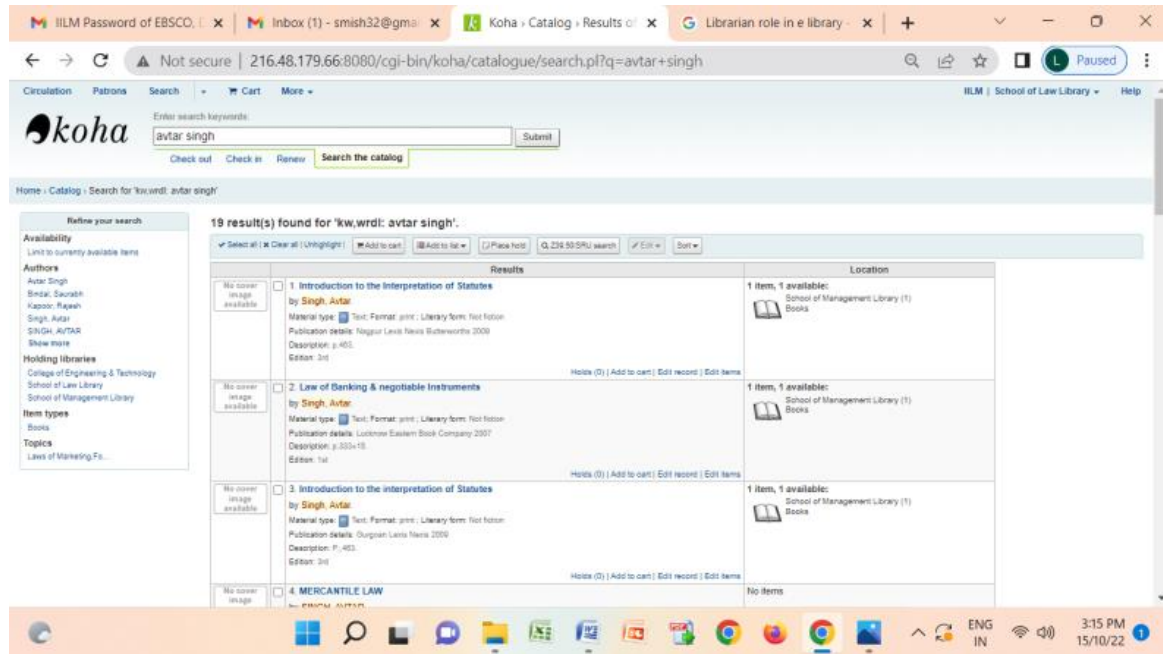 IILM Password of EBSCO,
Inbox (1) - smish32@gma
Koha › Catalog › Results of
Librarian role in e library -
Not secure | 216.48.179.66:8080/cgi-bin/koha/catalogue/search.pl?q=avtar+singh
L Paused
Circulation Patrons Search Cart More
IILM | School of Law Library Help
koha
Enter search keywords:
avtar singh
Submit
Check out Check in Renew Search the catalog
Home › Catalog › Search for 'kw,wrdl: avtar singh'
Refine your search
Availability
Limit to currently available items
Authors
Avtar Singh
Bindal, Saurabh
Kapoor, Rajesh
Singh, Avtar
SINGH, AVTAR
Show more
Holding libraries
College of Engineering & Technology
School of Law Library
School of Management Library
Item types
Books
Topics
Laws of Marketing,Fo...
19 result(s) found for 'kw,wrdl: avtar singh'.
Select all | Clear all | Unhighlight | Add to cart Add to list Place hold Z39.50/SRU search Edit Sort
Results
Location
No cover image available
1. Introduction to the Interpretation of Statutes
by Singh, Avtar.
Material type: Text; Format: print ; Literary form: Not fiction
Publication details: Nagpur Lexis Nexis Butterworths 2009
Description: p.463.
Edition: 3rd
Holds (0) | Add to cart | Edit record | Edit items
1 item, 1 available:
School of Management Library (1)
Books
No cover image available
2. Law of Banking & negotiable Instruments
by Singh, Avtar.
Material type: Text; Format: print ; Literary form: Not fiction
Publication details: Lucknow Eastern Book Company 2007
Description: p.333+18.
Edition: 1st
Holds (0) | Add to cart | Edit record | Edit items
1 item, 1 available:
School of Management Library (1)
Books
No cover image available
3. Introduction to the interpretation of Statutes
by Singh, Avtar.
Material type: Text; Format: print ; Literary form: Not fiction
Publication details: Gurgoan Lexis Nexis 2009
Description: P.;463.
Edition: 3rd
Holds (0) | Add to cart | Edit record | Edit items
1 item, 1 available:
School of Management Library (1)
Books
No cover image
4. MERCANTILE LAW
by SINGH, AVTAR
No items
ENG
IN
3:15 PM
15/10/22
1